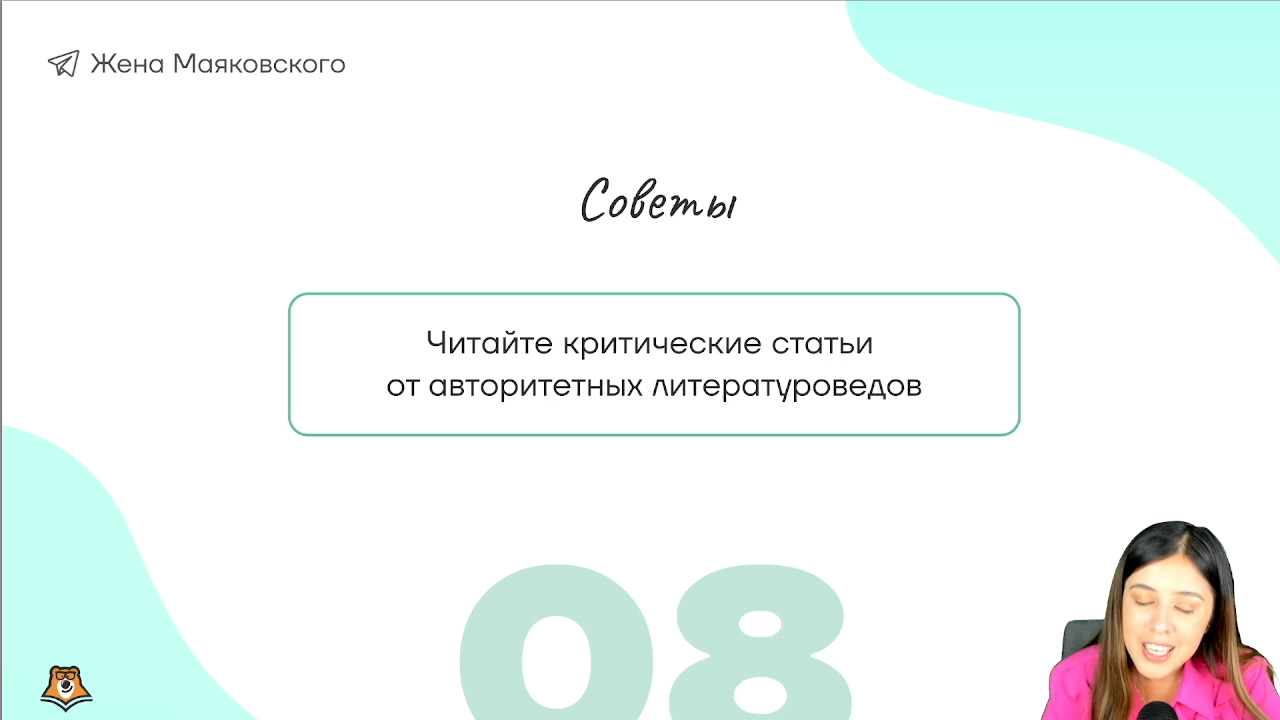 Жена Маяковского
Советы
Читайте критические статьи
от авторитетных литературоведов
08